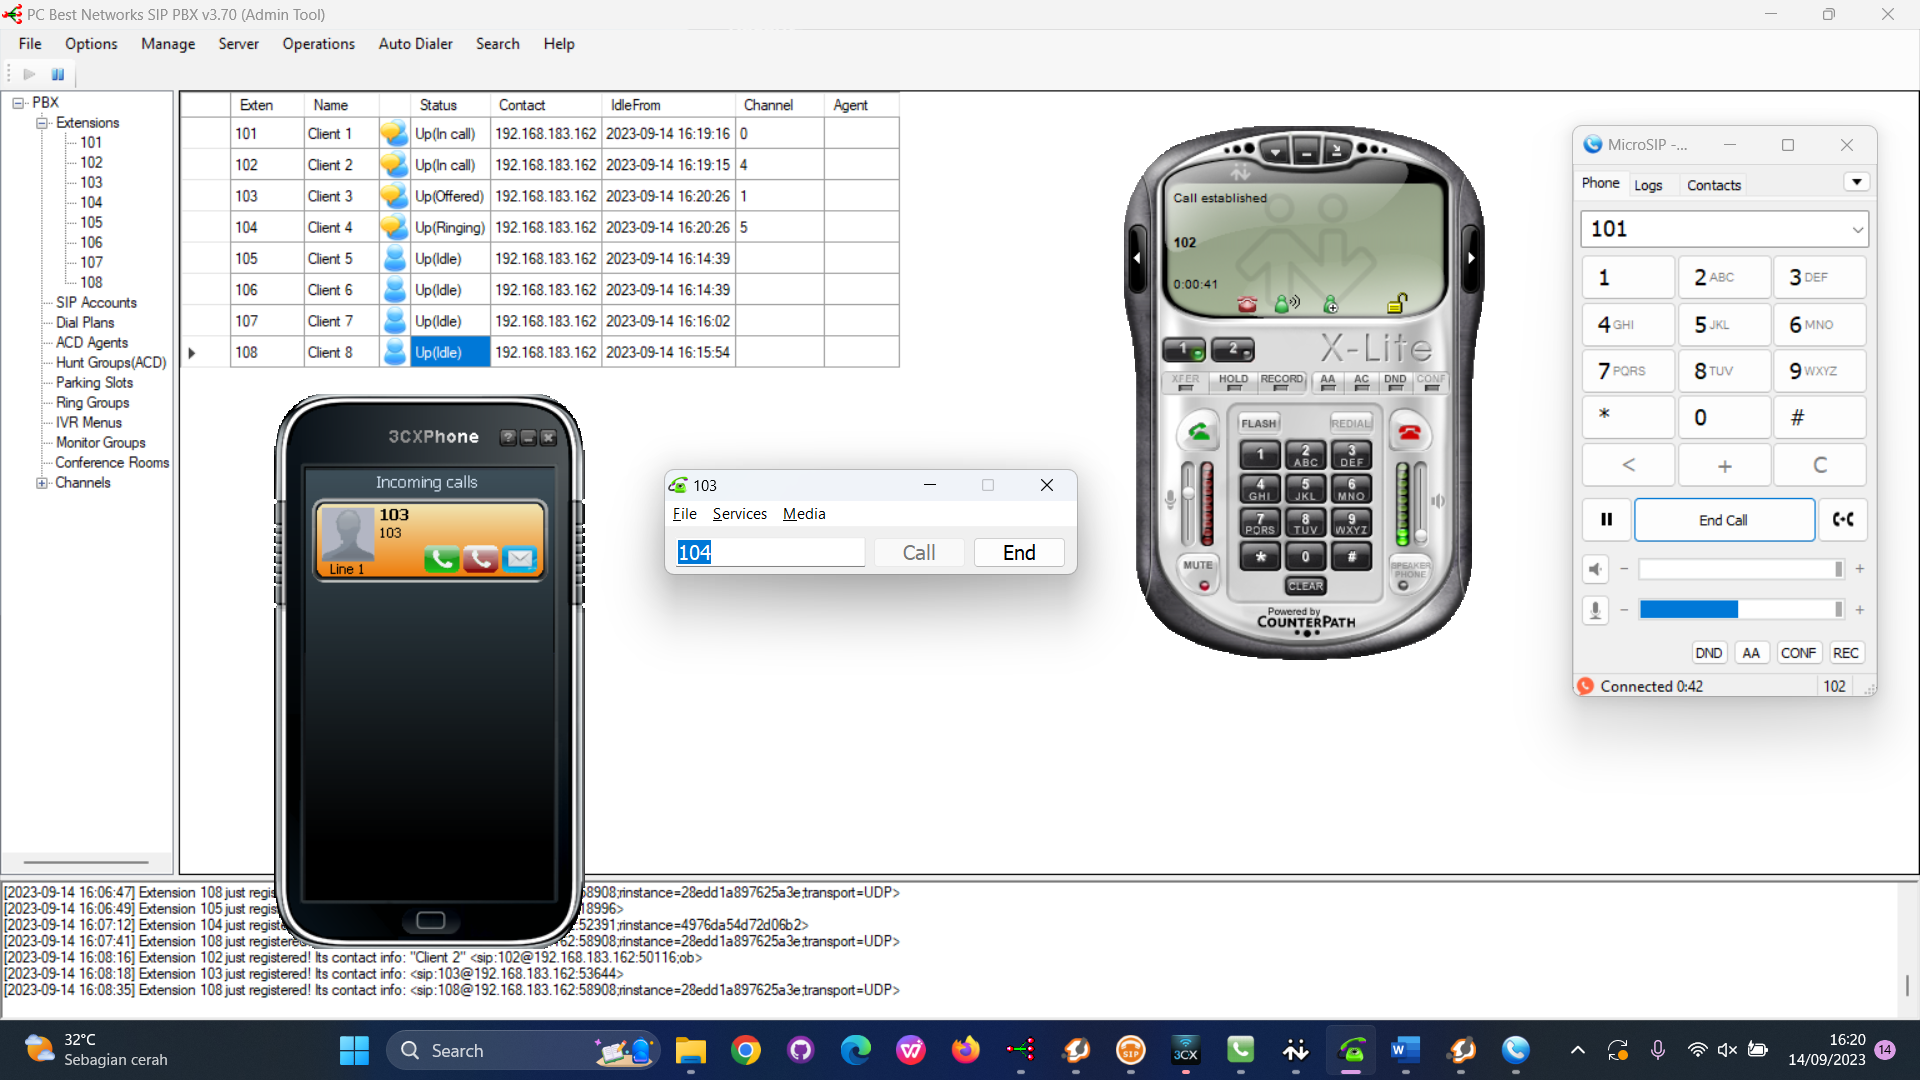 PC Best Networks SIP PBX v3.70 (Admin Tool)
File Options Manage Server Operations Auto Dialer Search Help
PBX
Extensions
101
102
103
104
105
106
107
108
SIP Accounts
Dial Plans
ACD Agents
Hunt Groups(ACD)
Parking Slots
Ring Groups
IVR Menus
Monitor Groups
Conference Rooms
Channels
Exten Name Status Contact IdleFrom Channel Agent
101 Client 1 Up(In call) 192.168.183.162 2023-09-14 16:19:16 0
102 Client 2 Up(In call) 192.168.183.162 2023-09-14 16:19:15 4
103 Client 3 Up(Offered) 192.168.183.162 2023-09-14 16:20:26 1
104 Client 4 Up(Ringing) 192.168.183.162 2023-09-14 16:20:26 5
105 Client 5 Up(Idle) 192.168.183.162 2023-09-14 16:14:39
106 Client 6 Up(Idle) 192.168.183.162 2023-09-14 16:14:39
107 Client 7 Up(Idle) 192.168.183.162 2023-09-14 16:16:02
108 Client 8 Up(Idle) 192.168.183.162 2023-09-14 16:15:54
3CXPhone
Incoming calls
103
103
Line 1
103
File Services Media
104 Call End
Call established
102
0:00:41
1 2 X-Lite
XFER HOLD RECORD AA AC DND CONF
FLASH REDIAL
1 2 ABC 3 DEF
4 GHI 5 JKL 6 MNO
7 PQRS 8 TUV 9 WXYZ
* 0 #
MUTE SPEAKER PHONE
CLEAR
Powered by
COUNTERPATH
MicroSIP -...
Phone Logs Contacts
101
1 2 ABC 3 DEF
4 GHI 5 JKL 6 MNO
7 PQRS 8 TUV 9 WXYZ
* 0 #
< + C
End Call
- +
- +
DND AA CONF REC
Connected 0:42 102
[2023-09-14 16:06:47] Extension 108 just regis 58908;rinstance=28edd1a897625a3e;transport=UDP>
[2023-09-14 16:06:49] Extension 105 just regis 18996>
[2023-09-14 16:07:12] Extension 104 just registe :52391;rinstance=4976da54d72d06b2>
[2023-09-14 16:07:41] Extension 108 just registere 162:58908;rinstance=28edd1a897625a3e;transport=UDP>
[2023-09-14 16:08:16] Extension 102 just registered! Its contact info: "Client 2" <sip:102@192.168.183.162:50116;ob>
[2023-09-14 16:08:18] Extension 103 just registered! Its contact info: <sip:103@192.168.183.162:53644>
[2023-09-14 16:08:35] Extension 108 just registered! Its contact info: <sip:108@192.168.183.162:58908;rinstance=28edd1a897625a3e;transport=UDP>
32°C
Sebagian cerah
Search
SIP
3CX
W
16:20
14/09/2023
14